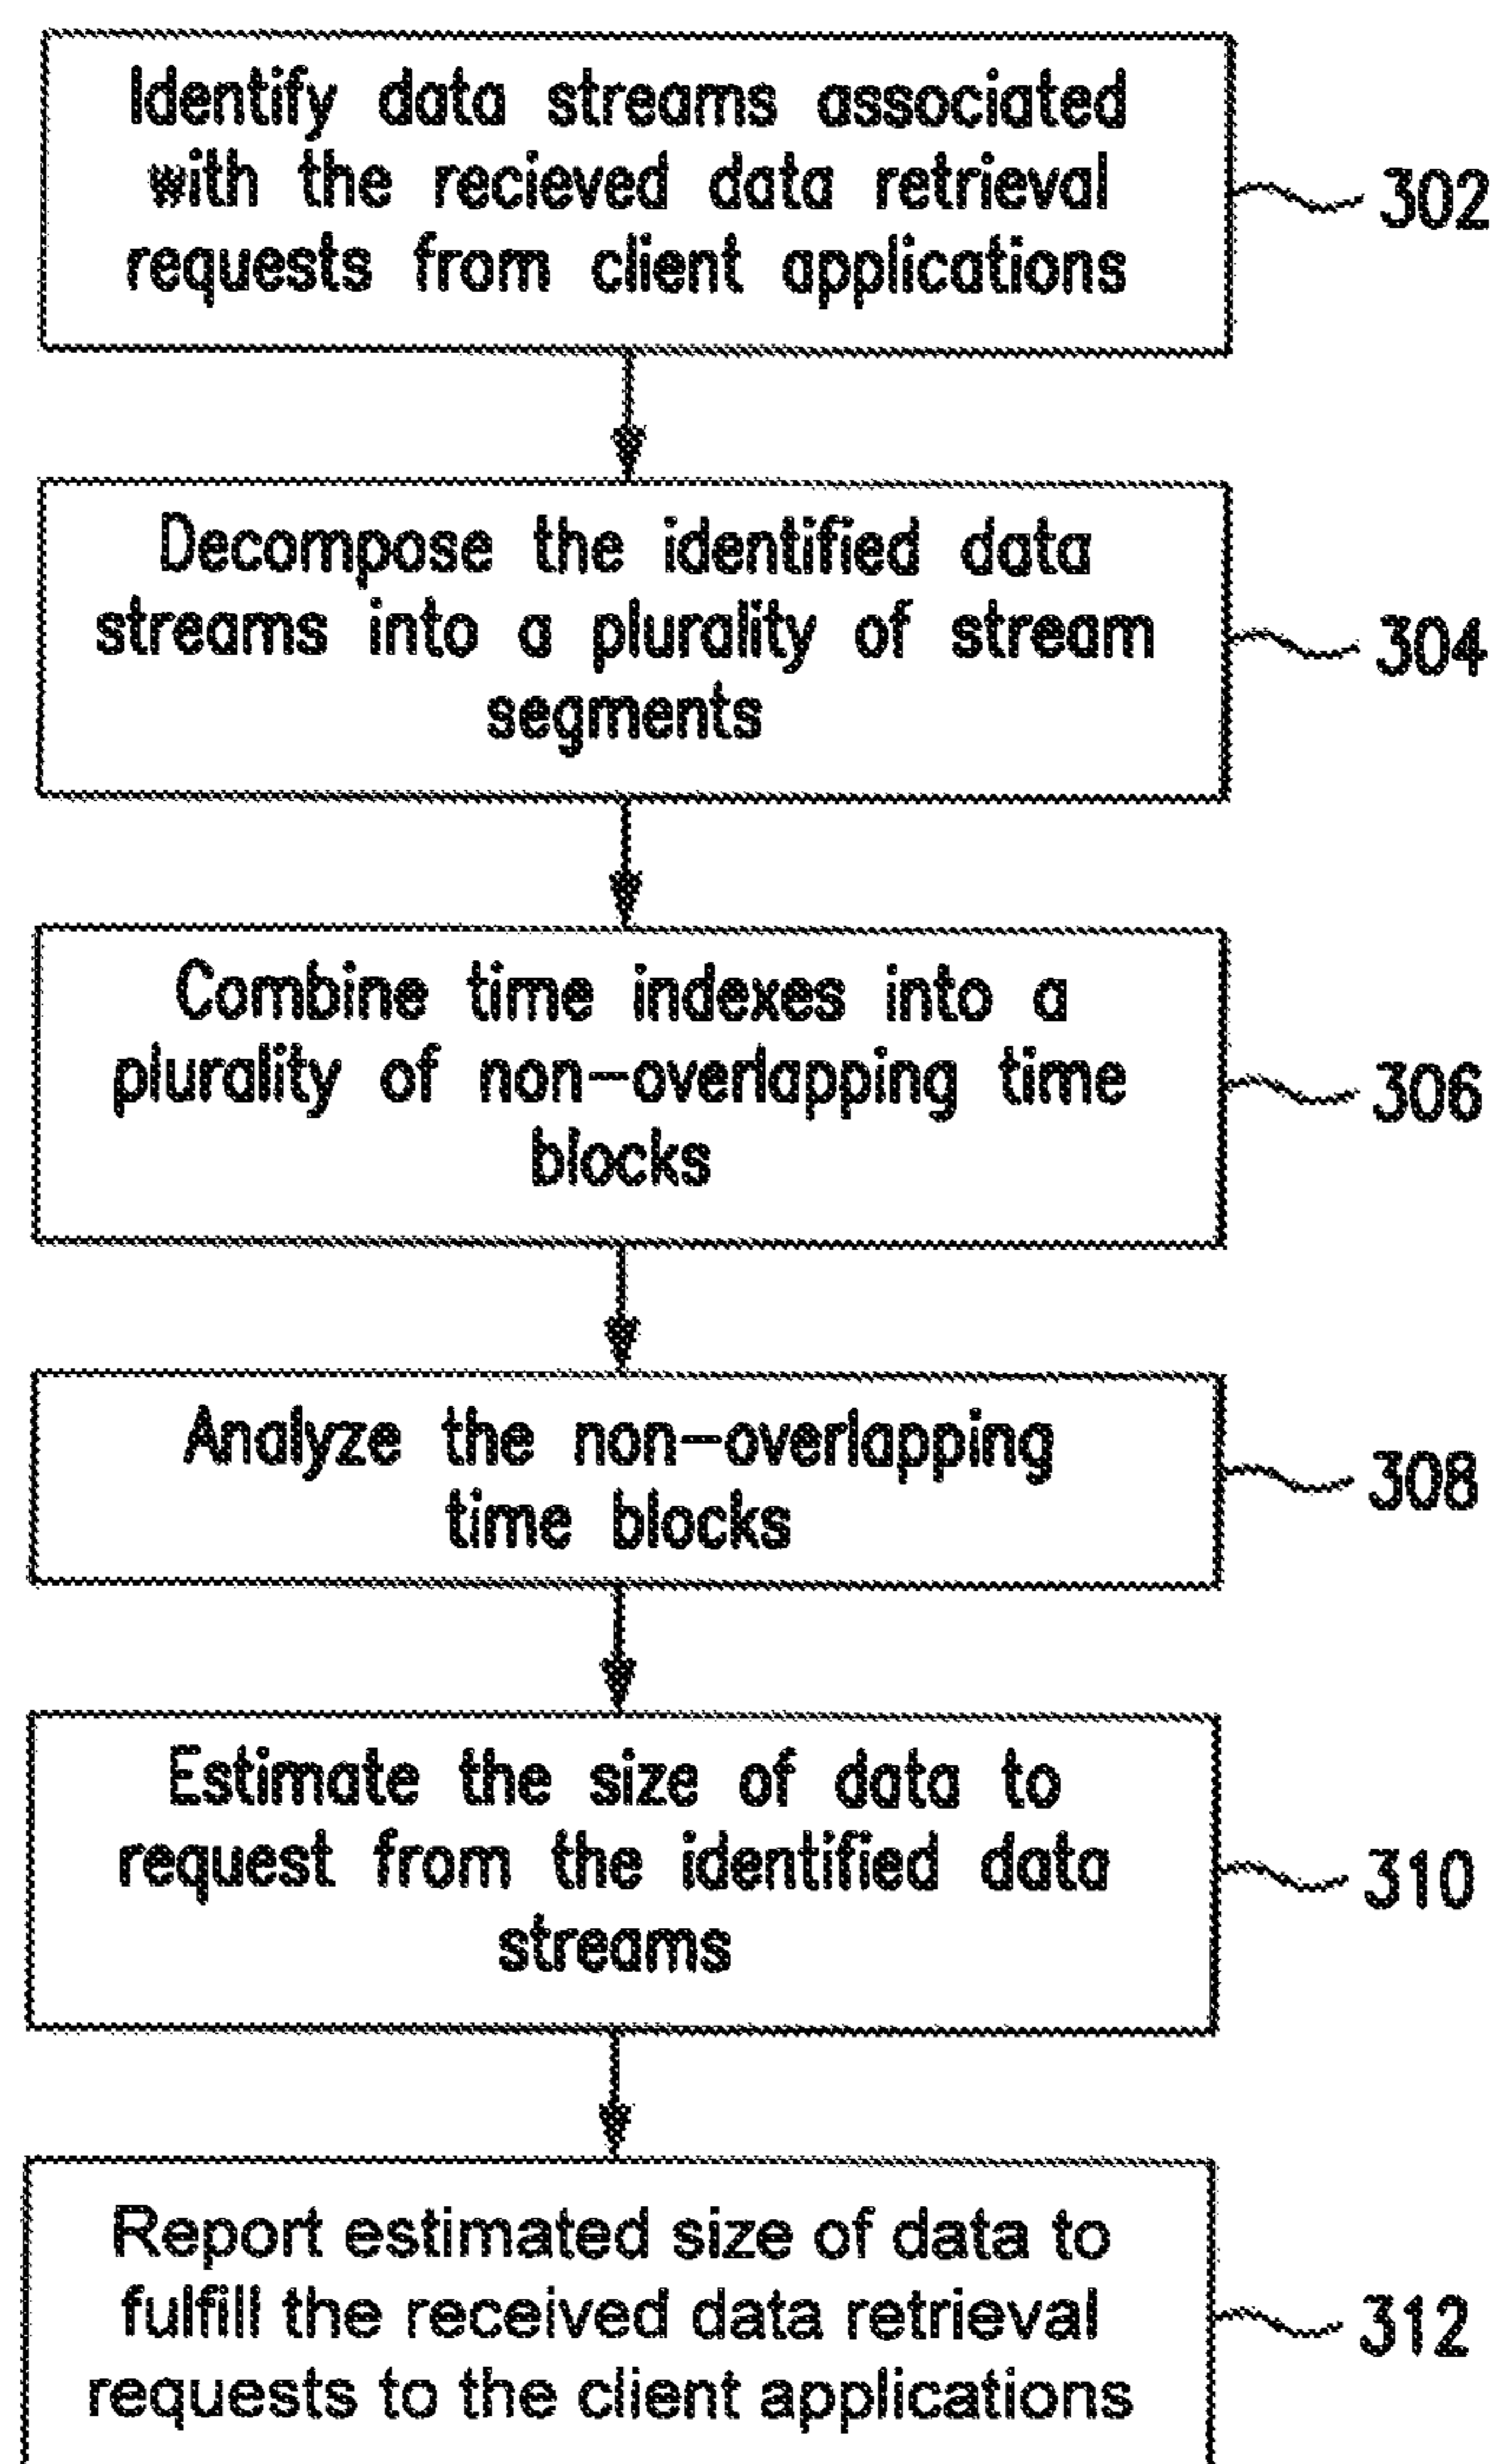 Identify data streams associated
with the recieved data retrieval
requests from client applications
302
Decompose the identified data
streams into a plurality of stream
segments
304
Combine time indexes into a
plurality of non-overlapping time
blocks
306
Analyze the non-overlapping
time blocks
308
Estimate the size of data to
request from the identified data
streams
310
Report estimated size of data to
fulfill the received data retrieval
requests to the client applications
312